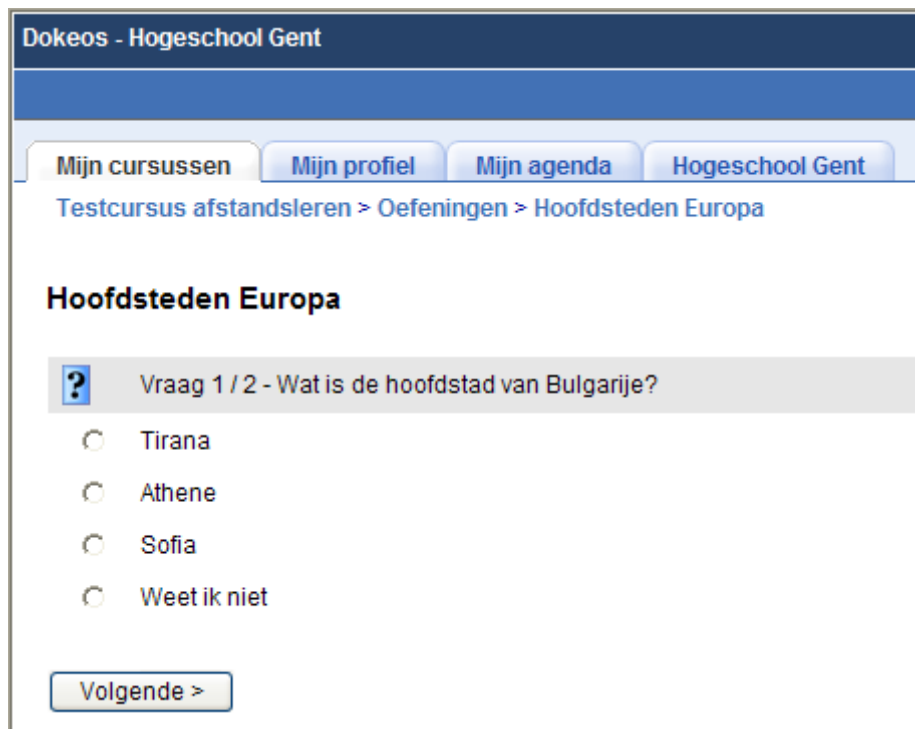 Dokeos - Hogeschool Gent
Mijn cursussen Mijn profiel Mijn agenda Hogeschool Gent
Testcursus afstandsleren > Oefeningen > Hoofdsteden Europa
Hoofdsteden Europa
? Vraag 1 / 2 - Wat is de hoofdstad van Bulgarije?
Tirana
Athene
Sofia
Weet ik niet
Volgende >